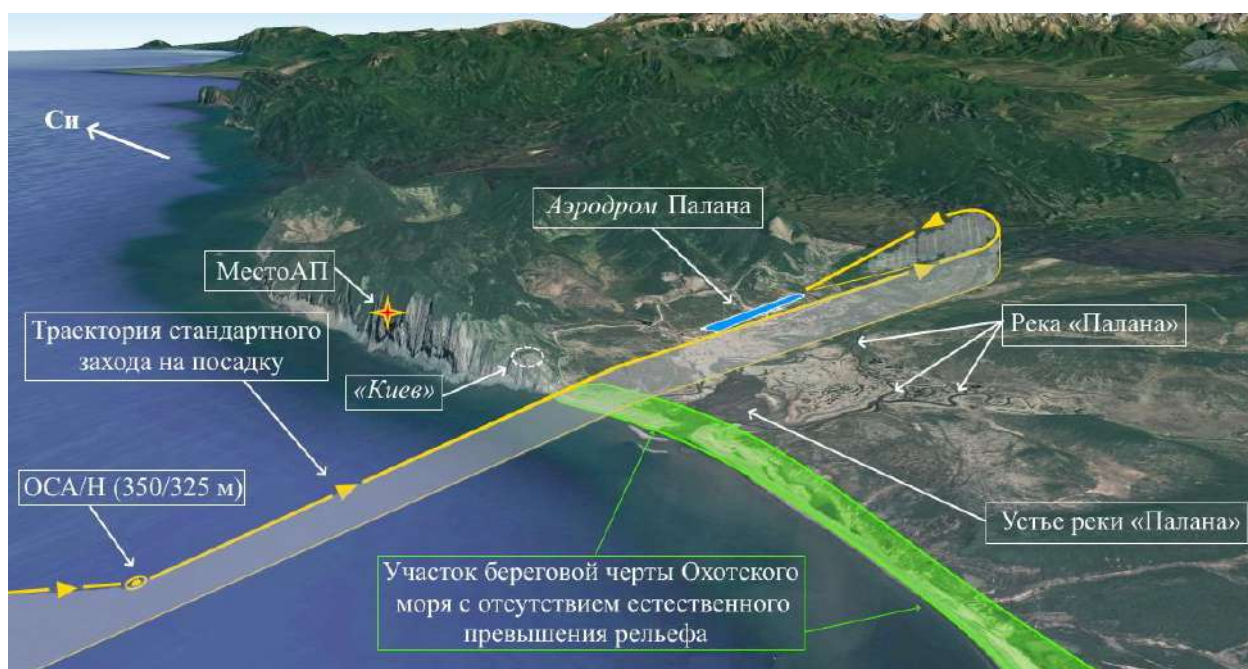 Си
Аэродром Палана
МестоАП
Траектория стандартного
захода на посадку
Река «Палана»
«Киев»
ОСА/Н (350/325 м)
Устье реки «Палана»
Участок береговой черты Охотского
моря с отсутствием естественного
превышения рельефа